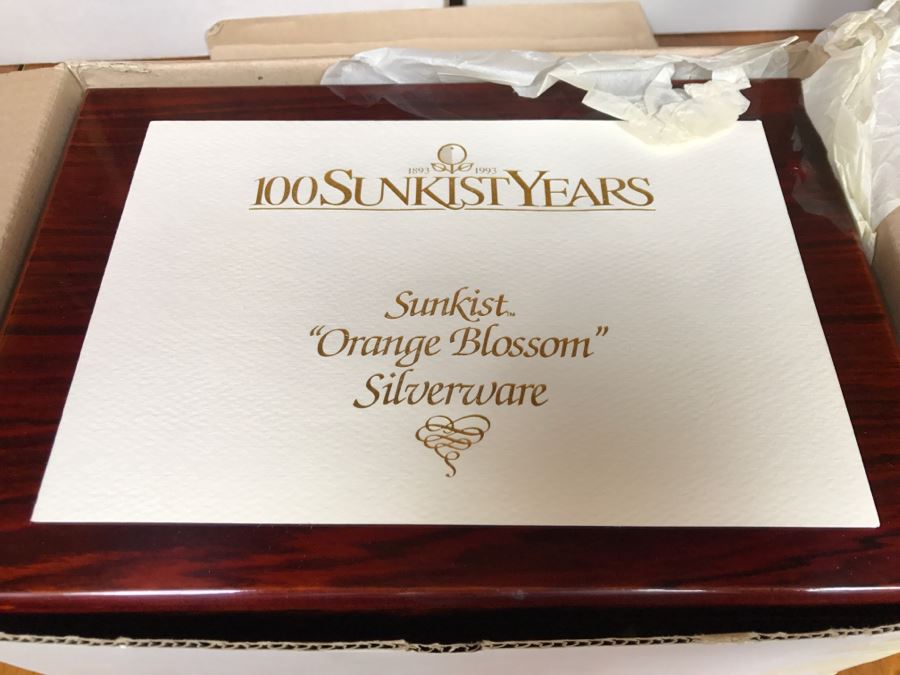 1893 1993
100 SUNKIST YEARS
Sunkist™
“Orange Blossom”
Silverware